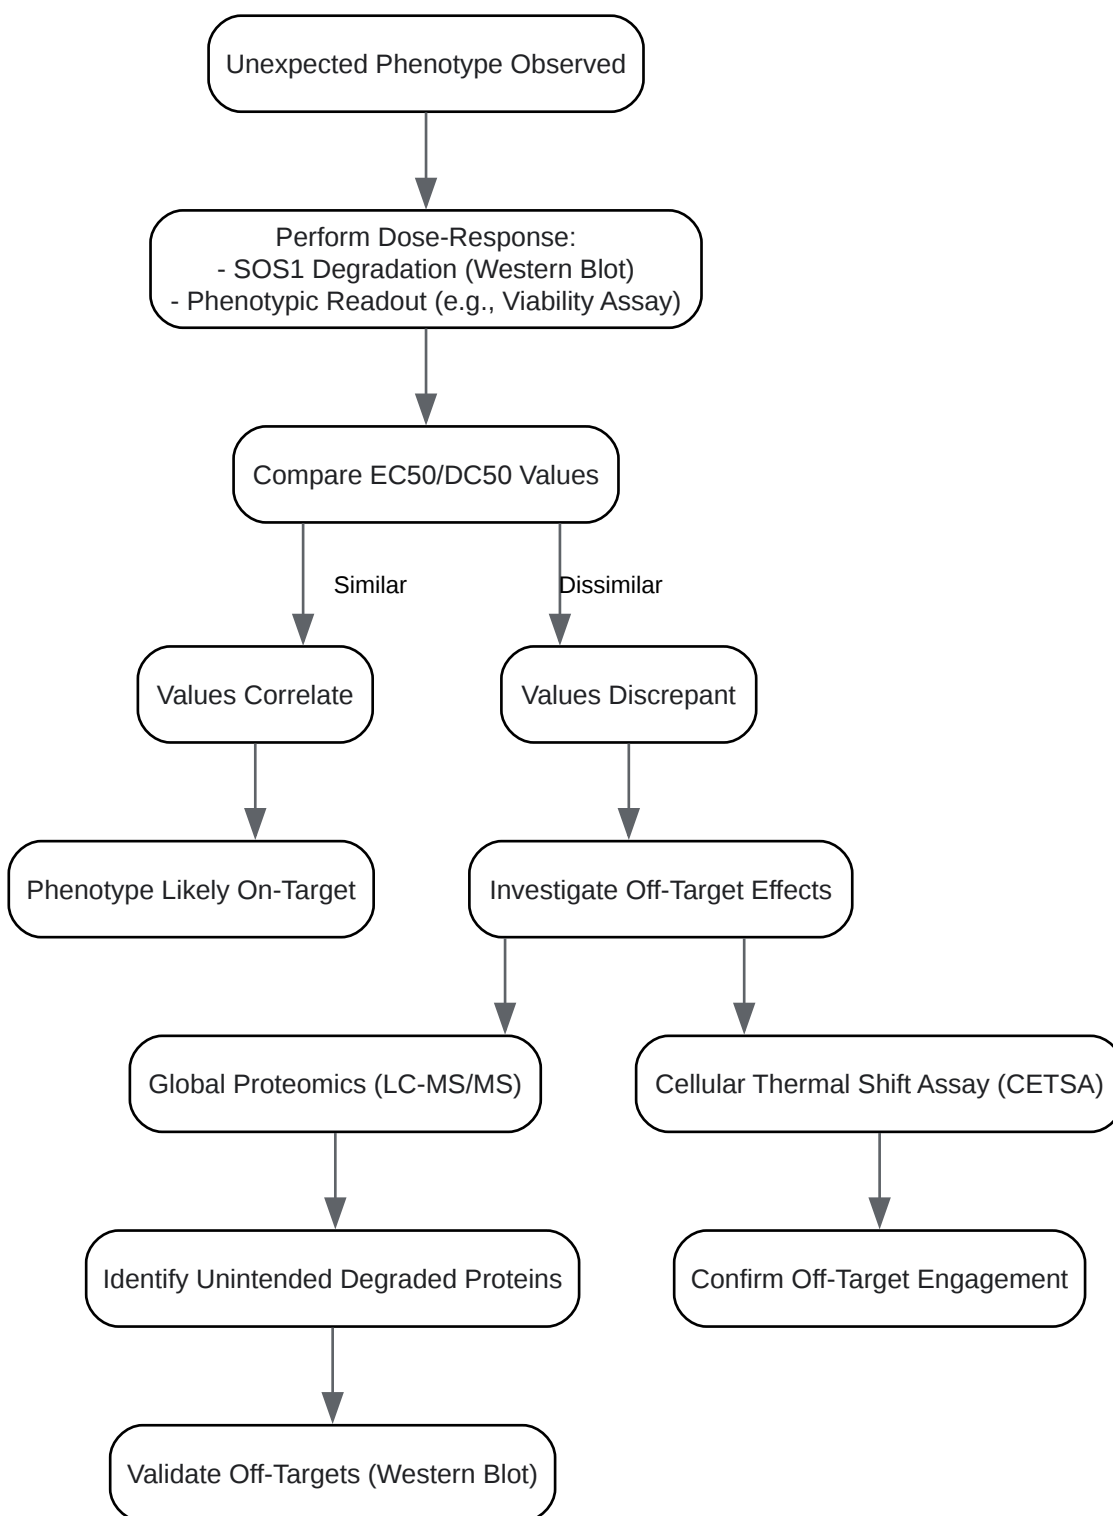 Unexpected Phenotype Observed
Perform Dose-Response:
- SOS1 Degradation (Western Blot)
- Phenotypic Readout (e.g., Viability Assay)
Compare EC50/DC50 Values
Similar
Dissimilar
Values Correlate
Values Discrepant
Phenotype Likely On-Target
Investigate Off-Target Effects
Global Proteomics (LC-MS/MS)
Cellular Thermal Shift Assay (CETSA)
Identify Unintended Degraded Proteins
Confirm Off-Target Engagement
Validate Off-Targets (Western Blot)